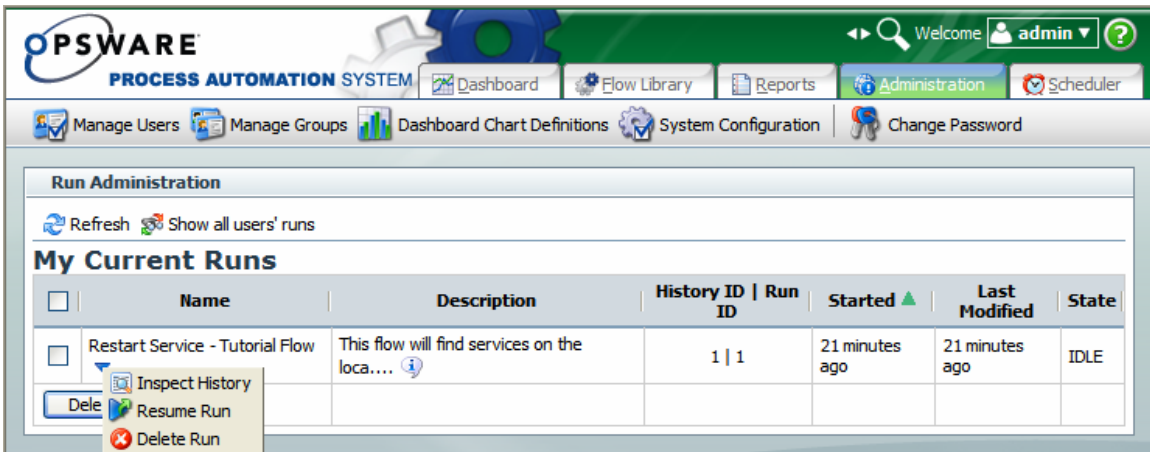 OPSWARE
PROCESS AUTOMATION SYSTEM
Welcome admin
Dashboard Flow Library Reports Administration Scheduler
Manage Users Manage Groups Dashboard Chart Definitions System Configuration Change Password
Run Administration
Refresh Show all users' runs
My Current Runs
Name Description History ID | Run ID Started Last Modified State
Restart Service - Tutorial Flow This flow will find services on the loca.... 1 | 1 21 minutes ago 21 minutes ago IDLE
Inspect History
Resume Run
Delete Run